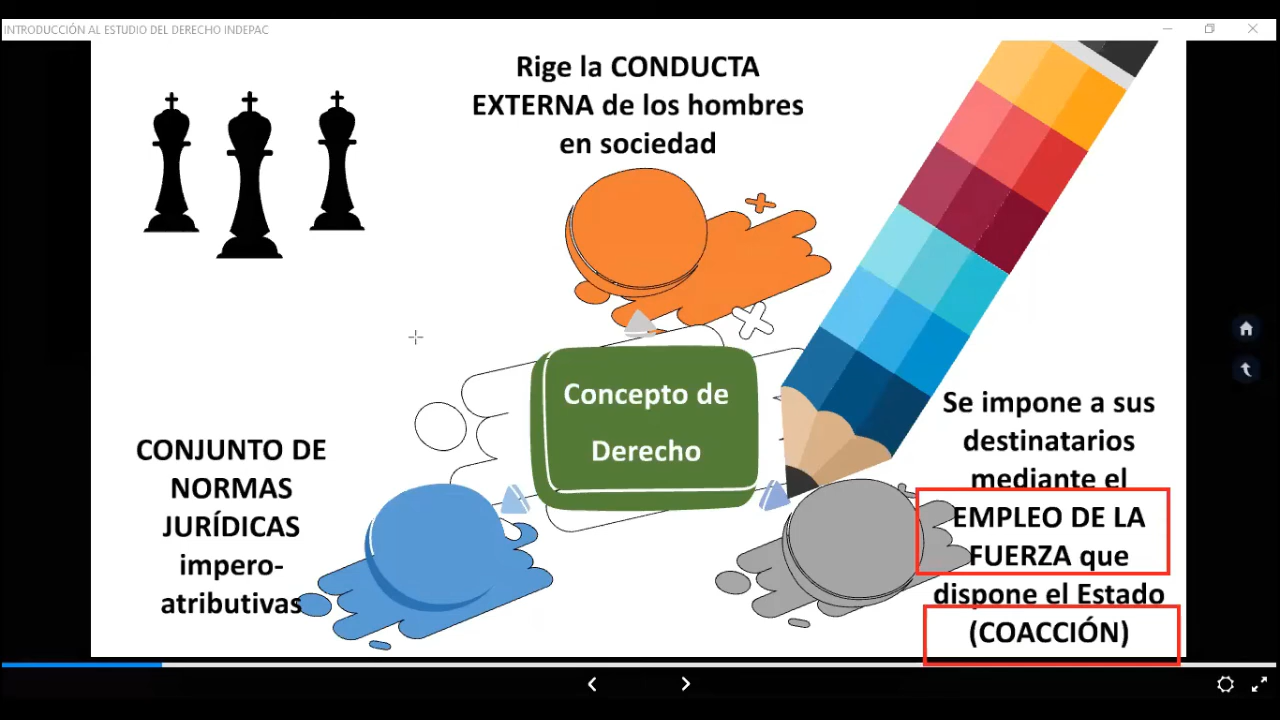 INTRODUCCIÓN AL ESTUDIO DEL DERECHO INDEPAC
Rige la CONDUCTA
EXTERNA de los hombres
en sociedad
Concepto de
Derecho
CONJUNTO DE
NORMAS
JURÍDICAS
impero-
atributivas
Se impone a sus
destinatarios
mediante el
EMPLEO DE LA
FUERZA que
dispone el Estado
(COACCIÓN)